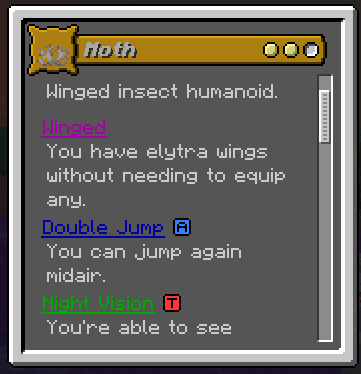 Moth
Winged insect humanoid.
Winged
You have elytra wings
without needing to equip
any.
Double Jump A
You can jump again
midair.
Night Vision T
You're able to see